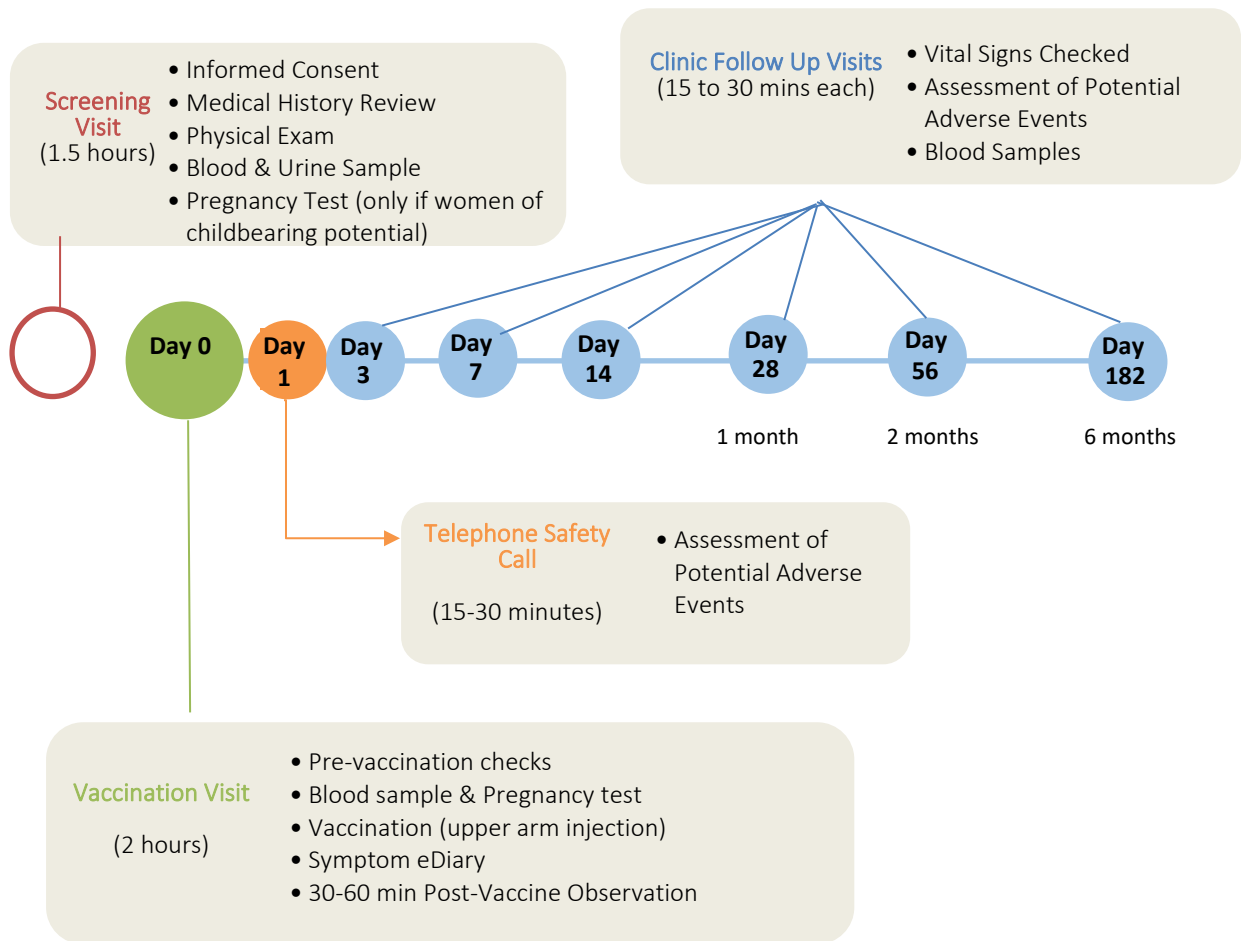 Screening
Visit
(1.5 hours)
• Informed Consent
• Medical History Review
• Physical Exam
• Blood & Urine Sample
• Pregnancy Test (only if women of
childbearing potential)
Clinic Follow Up Visits
(15 to 30 mins each)
• Vital Signs Checked
• Assessment of Potential
Adverse Events
• Blood Samples
Day 0
Day
1
Day
3
Day
7
Day
14
Day
28
Day
56
Day
182
1 month
2 months
6 months
Telephone Safety
Call
(15-30 minutes)
• Assessment of
Potential Adverse
Events
Vaccination Visit
(2 hours)
• Pre-vaccination checks
• Blood sample & Pregnancy test
• Vaccination (upper arm injection)
• Symptom eDiary
• 30-60 min Post-Vaccine Observation